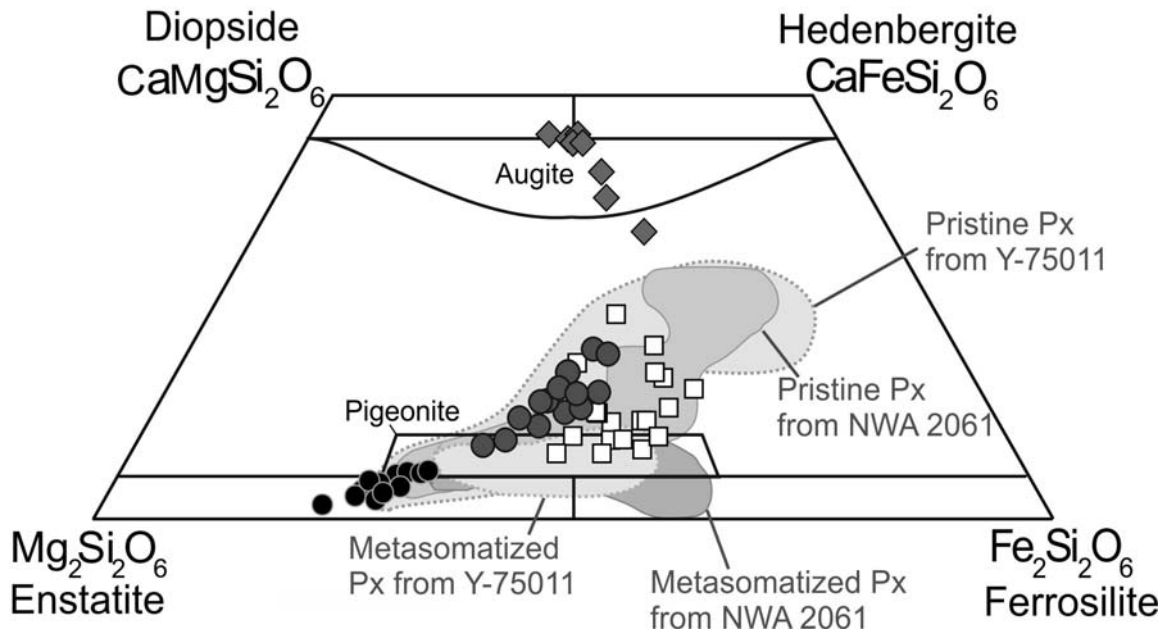 Diopside
CaMgSi₂O₆
Hedenbergite
CaFeSi₂O₆
Augite
Pristine Px
from Y-75011
Pristine Px
from NWA 2061
Pigeonite
Mg₂Si₂O₆
Enstatite
Metasomatized
Px from Y-75011
Metasomatized Px
from NWA 2061
Fe₂Si₂O₆
Ferrosilite